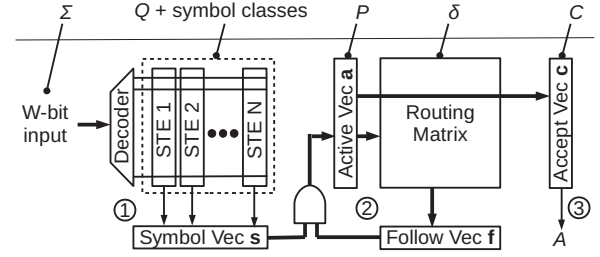 Σ
Q + symbol classes
P
δ
C
W-bit
input
Decoder
STE 1
STE 2
STE N
Active Vec a
Routing
Matrix
Accept Vec c
1
2
3
Symbol Vec s
Follow Vec f
A